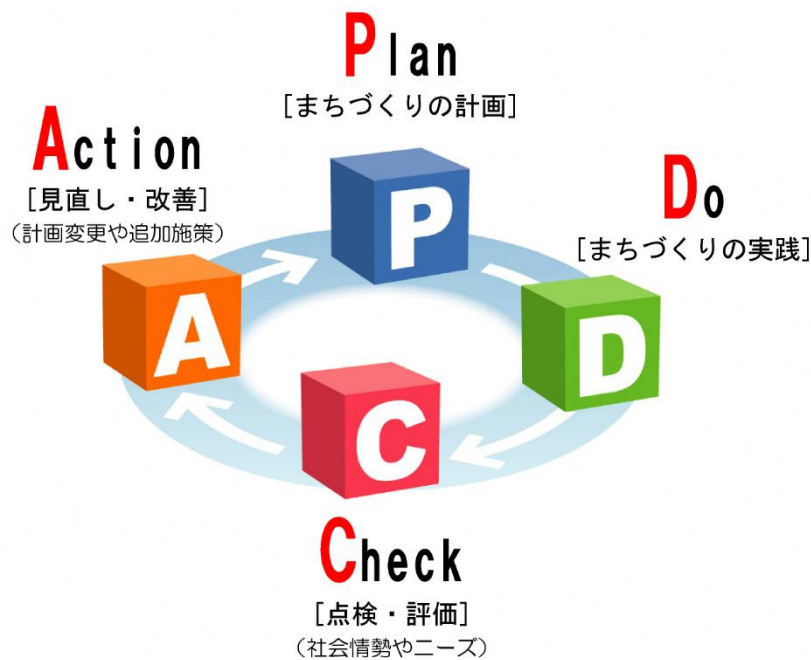 Plan
[まちづくりの計画]
Action
[見直し・改善]
(計画変更や追加施策)
Do
[まちづくりの実践]
P
A
D
C
Check
[点検・評価]
(社会情勢やニーズ)